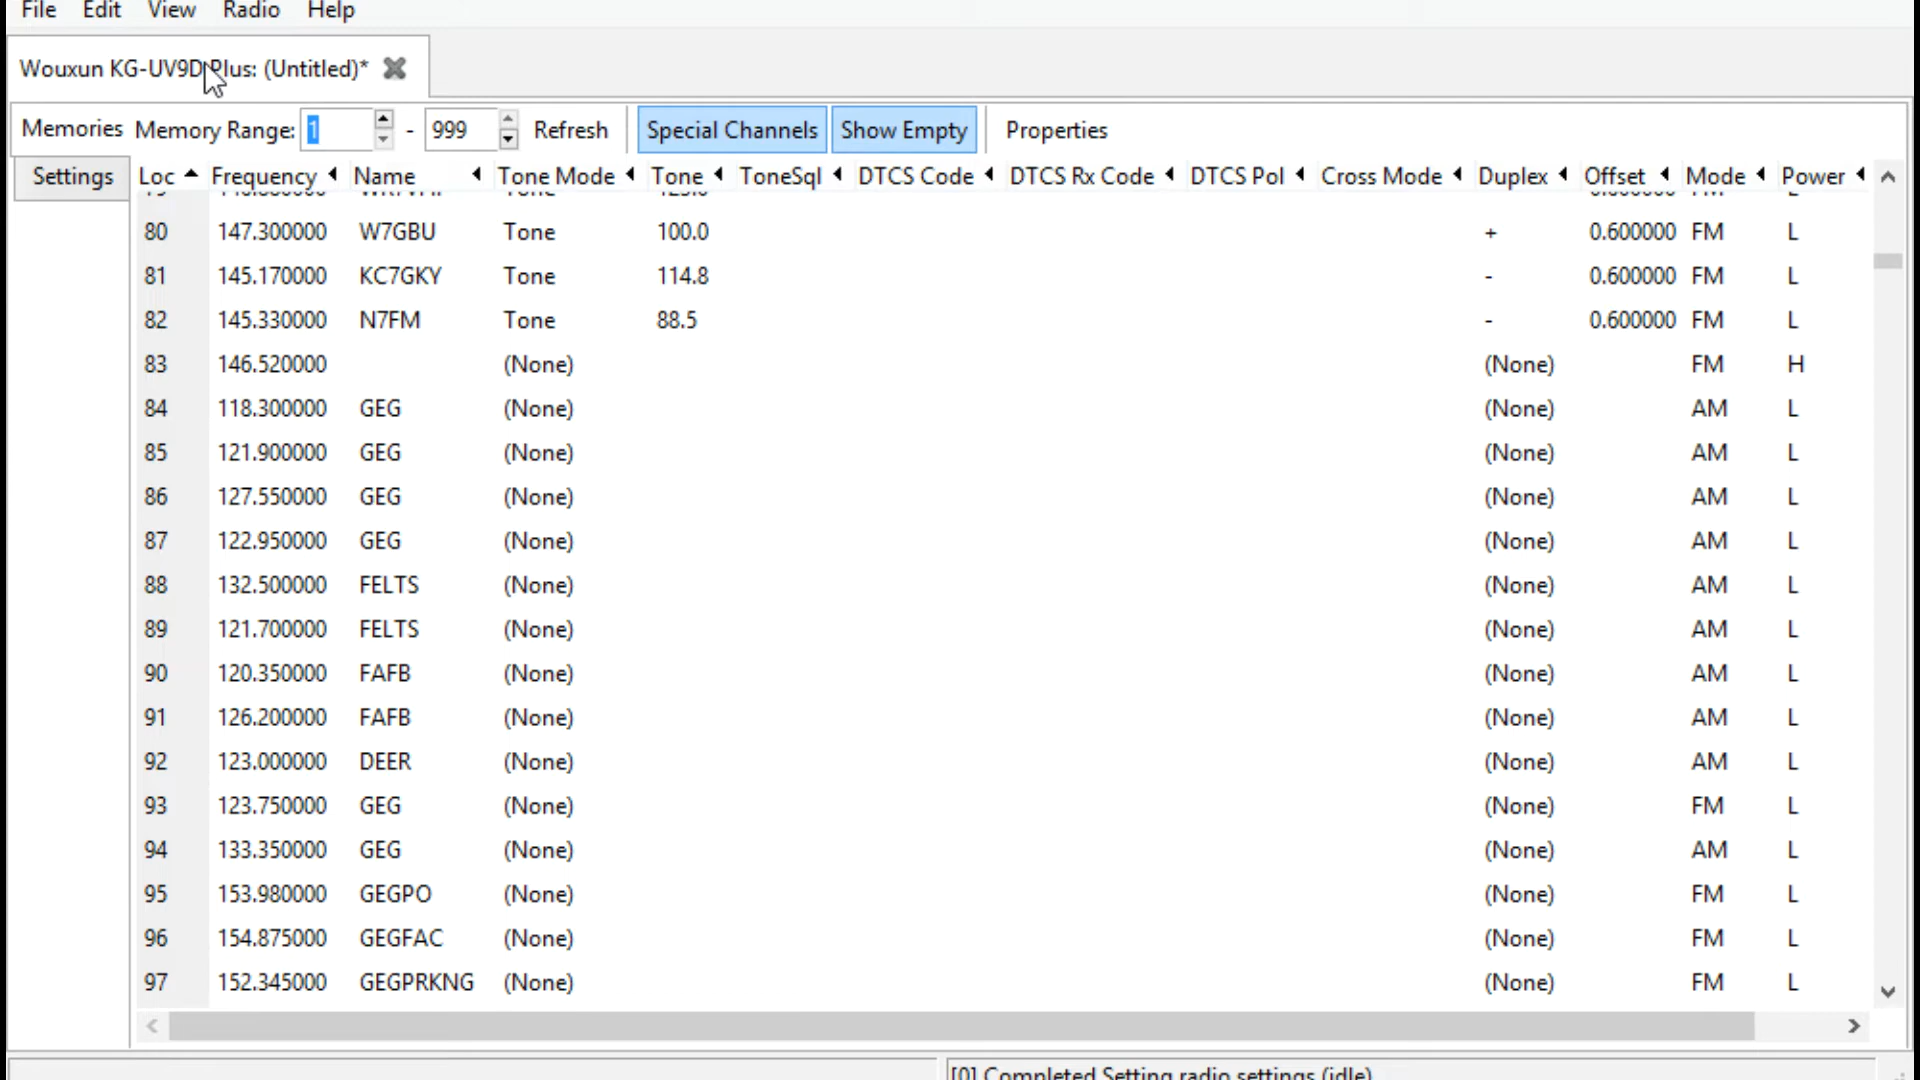 File Edit View Radio Help
Wouxun KG-UV9D Plus: (Untitled)*
Memories Memory Range: 1 - 999 Refresh Special Channels Show Empty Properties
Settings Loc Frequency Name Tone Mode Tone ToneSql DTCS Code DTCS Rx Code DTCS Pol Cross Mode Duplex Offset Mode Power
80 147.300000 W7GBU Tone 100.0 + 0.600000 FM L
81 145.170000 KC7GKY Tone 114.8 - 0.600000 FM L
82 145.330000 N7FM Tone 88.5 - 0.600000 FM L
83 146.520000 (None) (None) FM H
84 118.300000 GEG (None) (None) AM L
85 121.900000 GEG (None) (None) AM L
86 127.550000 GEG (None) (None) AM L
87 122.950000 GEG (None) (None) AM L
88 132.500000 FELTS (None) (None) AM L
89 121.700000 FELTS (None) (None) AM L
90 120.350000 FAFB (None) (None) AM L
91 126.200000 FAFB (None) (None) AM L
92 123.000000 DEER (None) (None) AM L
93 123.750000 GEG (None) (None) FM L
94 133.350000 GEG (None) (None) AM L
95 153.980000 GEGPO (None) (None) FM L
96 154.875000 GEGFAC (None) (None) FM L
97 152.345000 GEGPRKNG (None) (None) FM L
[0] Completed Setting radio settings (idle)